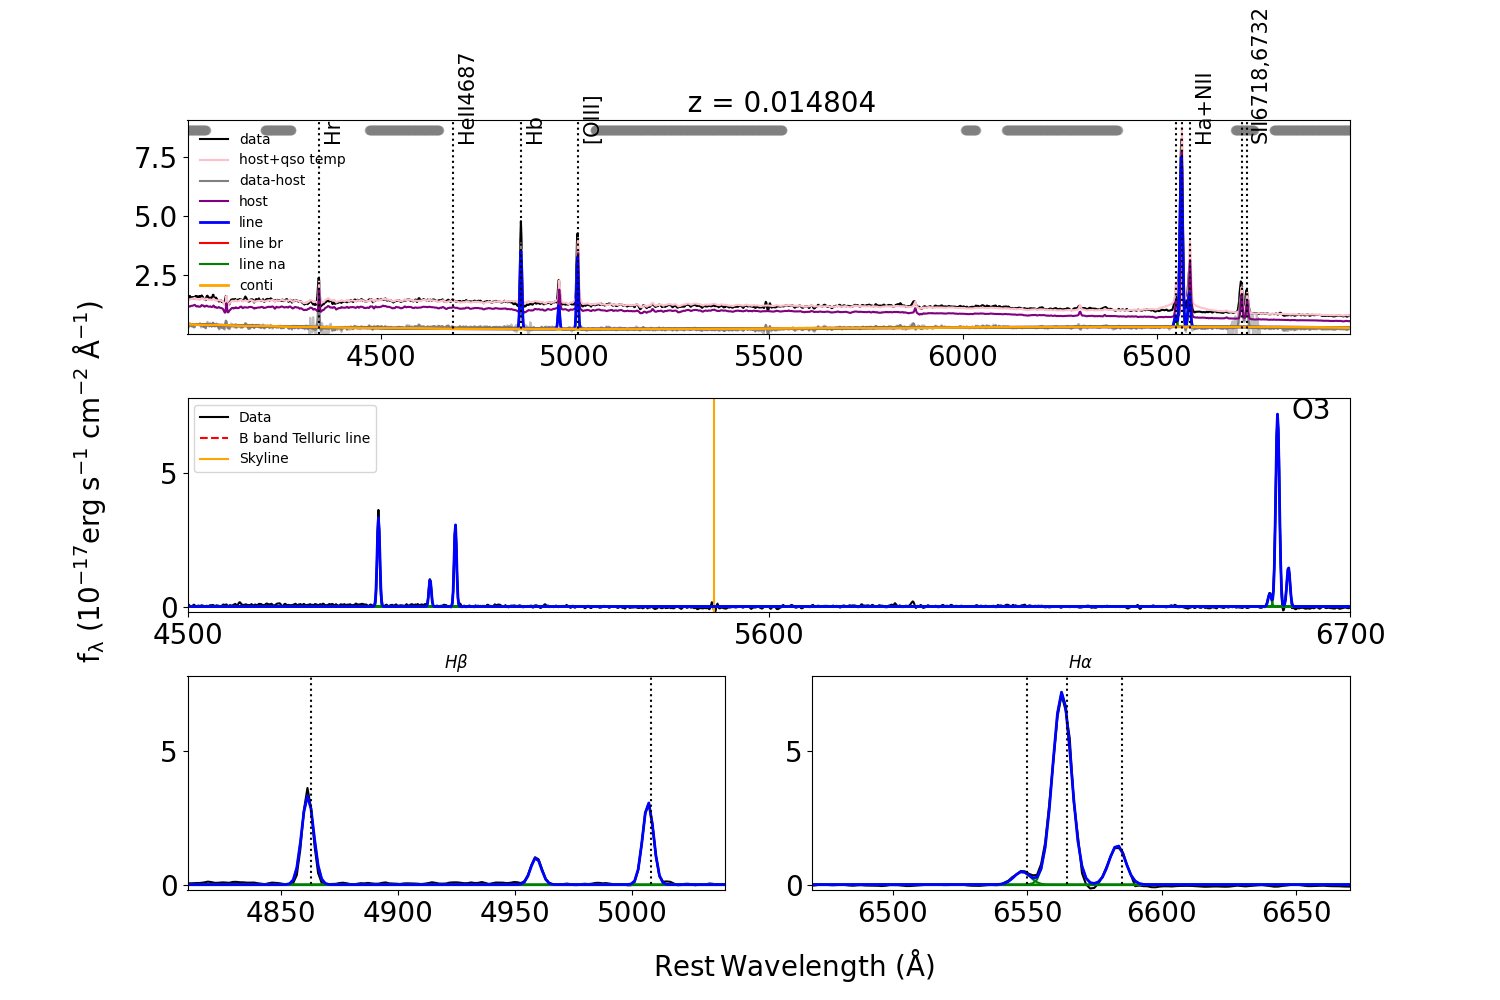 z = 0.014804
Hr
HeII4687
Hb
[OIII]
Ha+NII
SII6718,6732
data
host+qso temp
data-host
host
line
line br
line na
conti
7.5
5.0
2.5
4500
5000
5500
6000
6500
Data
B band Telluric line
Skyline
O3
5
0
4500
5600
6700
f_λ (10^−17 erg s^−1 cm^−2 Å^−1)
Hβ
5
0
4850
4900
4950
5000
Hα
5
0
6500
6550
6600
6650
Rest Wavelength (Å)